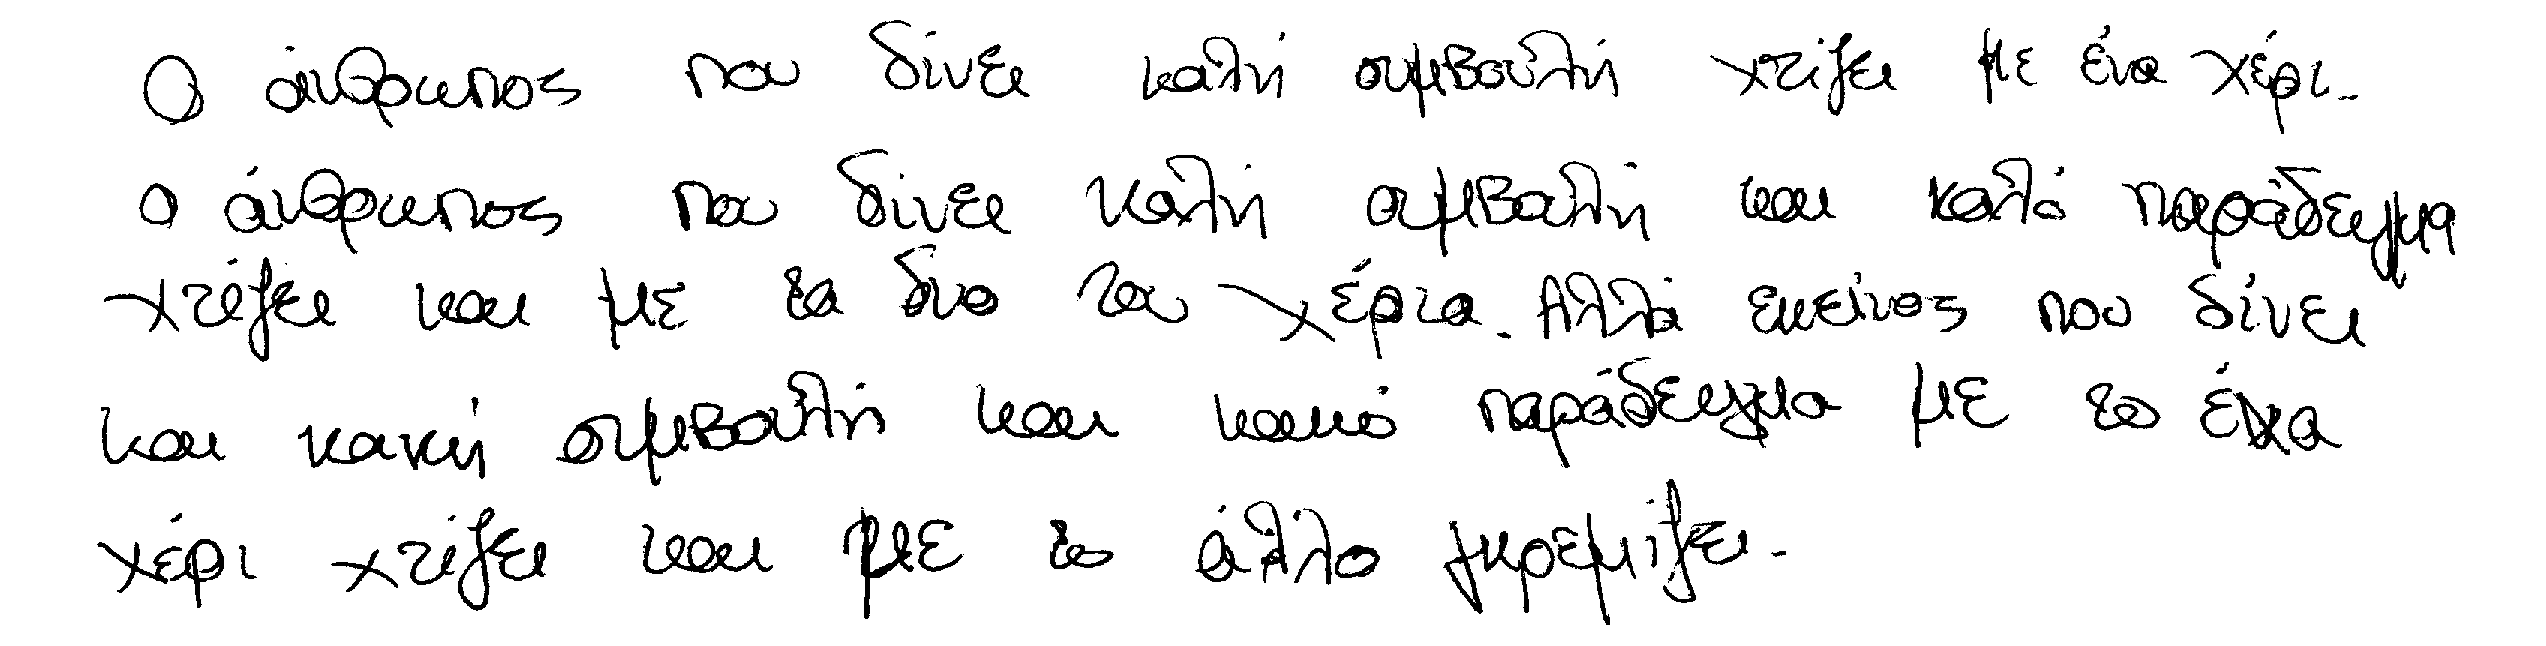 Ο άνθρωπος που δίνει καλή συμβουλή χτίζει με ένα χέρι.
Ο άνθρωπος που δίνει καλή συμβουλή και καλό παράδειγμα
χτίζει και με τα δυο του χέρια. Αλλά εκείνος που δίνει
και κακή συμβουλή και κακό παράδειγμα με το ένα
χέρι χτίζει και με το άλλο γκρεμίζει.